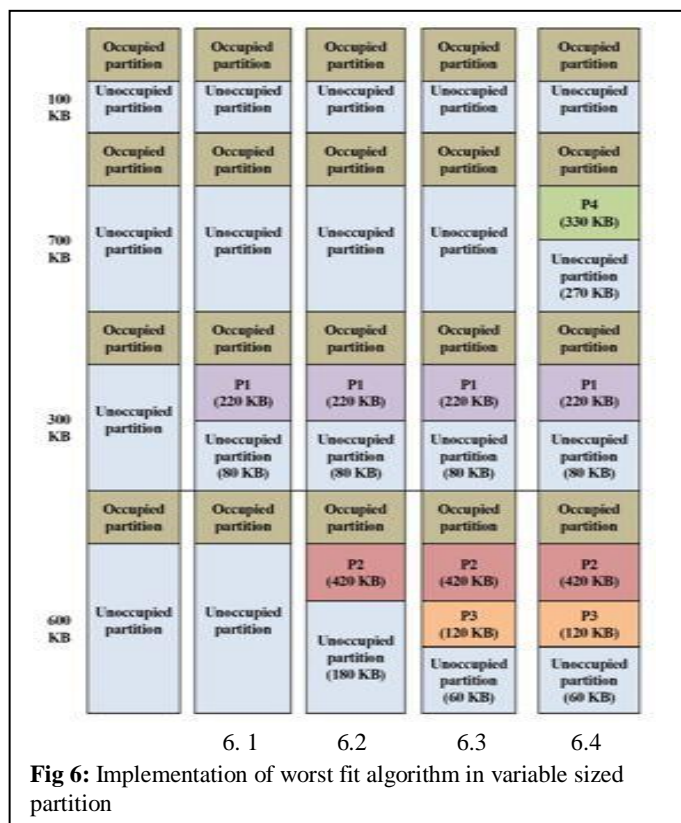 100
KB
700
KB
300
KB
600
KB
Occupied
partition
Unoccupied
partition
Occupied
partition
Unoccupied
partition
Occupied
partition
Unoccupied
partition
Occupied
partition
Unoccupied
partition
Occupied
partition
Unoccupied
partition
Occupied
partition
Unoccupied
partition
Occupied
partition
P1
(220 KB)
Unoccupied
partition
(80 KB)
Occupied
partition
Unoccupied
partition
6. 1
Occupied
partition
Unoccupied
partition
Occupied
partition
Unoccupied
partition
Occupied
partition
P1
(220 KB)
Unoccupied
partition
(80 KB)
Occupied
partition
P2
(420 KB)
Unoccupied
partition
(180 KB)
6.2
Occupied
partition
Unoccupied
partition
Occupied
partition
Unoccupied
partition
Occupied
partition
P1
(220 KB)
Unoccupied
partition
(80 KB)
Occupied
partition
P2
(420 KB)
P3
(120 KB)
Unoccupied
partition
(60 KB)
6.3
Occupied
partition
Unoccupied
partition
Occupied
partition
P4
(330 KB)
Unoccupied
partition
(270 KB)
Occupied
partition
P1
(220 KB)
Unoccupied
partition
(80 KB)
Occupied
partition
P2
(420 KB)
P3
(120 KB)
Unoccupied
partition
(60 KB)
6.4
Fig 6: Implementation of worst fit algorithm in variable sized
partition